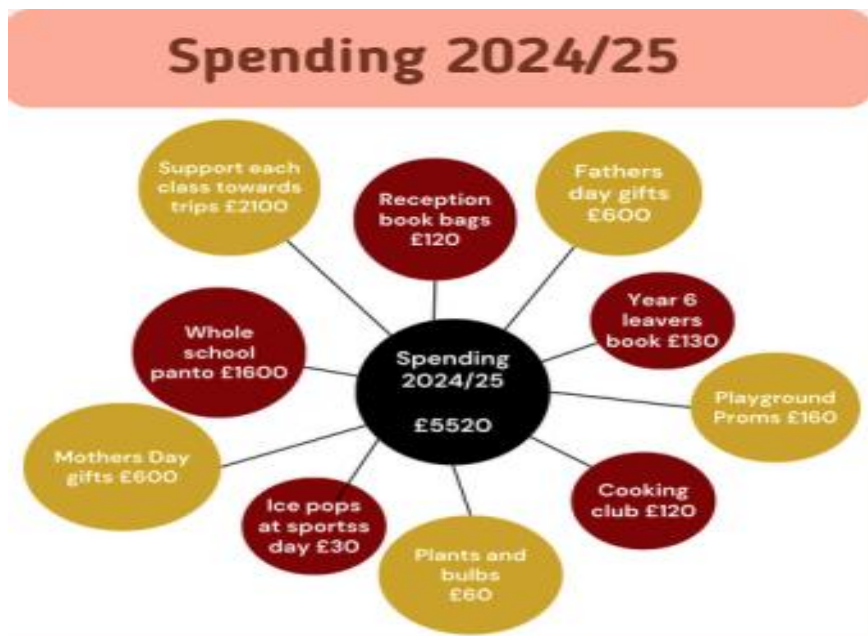 Spending 2024/25
Support each
class towards
trips £2100
Reception
book bags
£120
Fathers
day gifts
£600
Year 6
leavers
book £130
Whole
school
panto £1600
Spending
2024/25
£5520
Playground
Proms £160
Mothers Day
gifts £600
Ice pops
at sportss
day £30
Cooking
club £120
Plants and
bulbs
£60